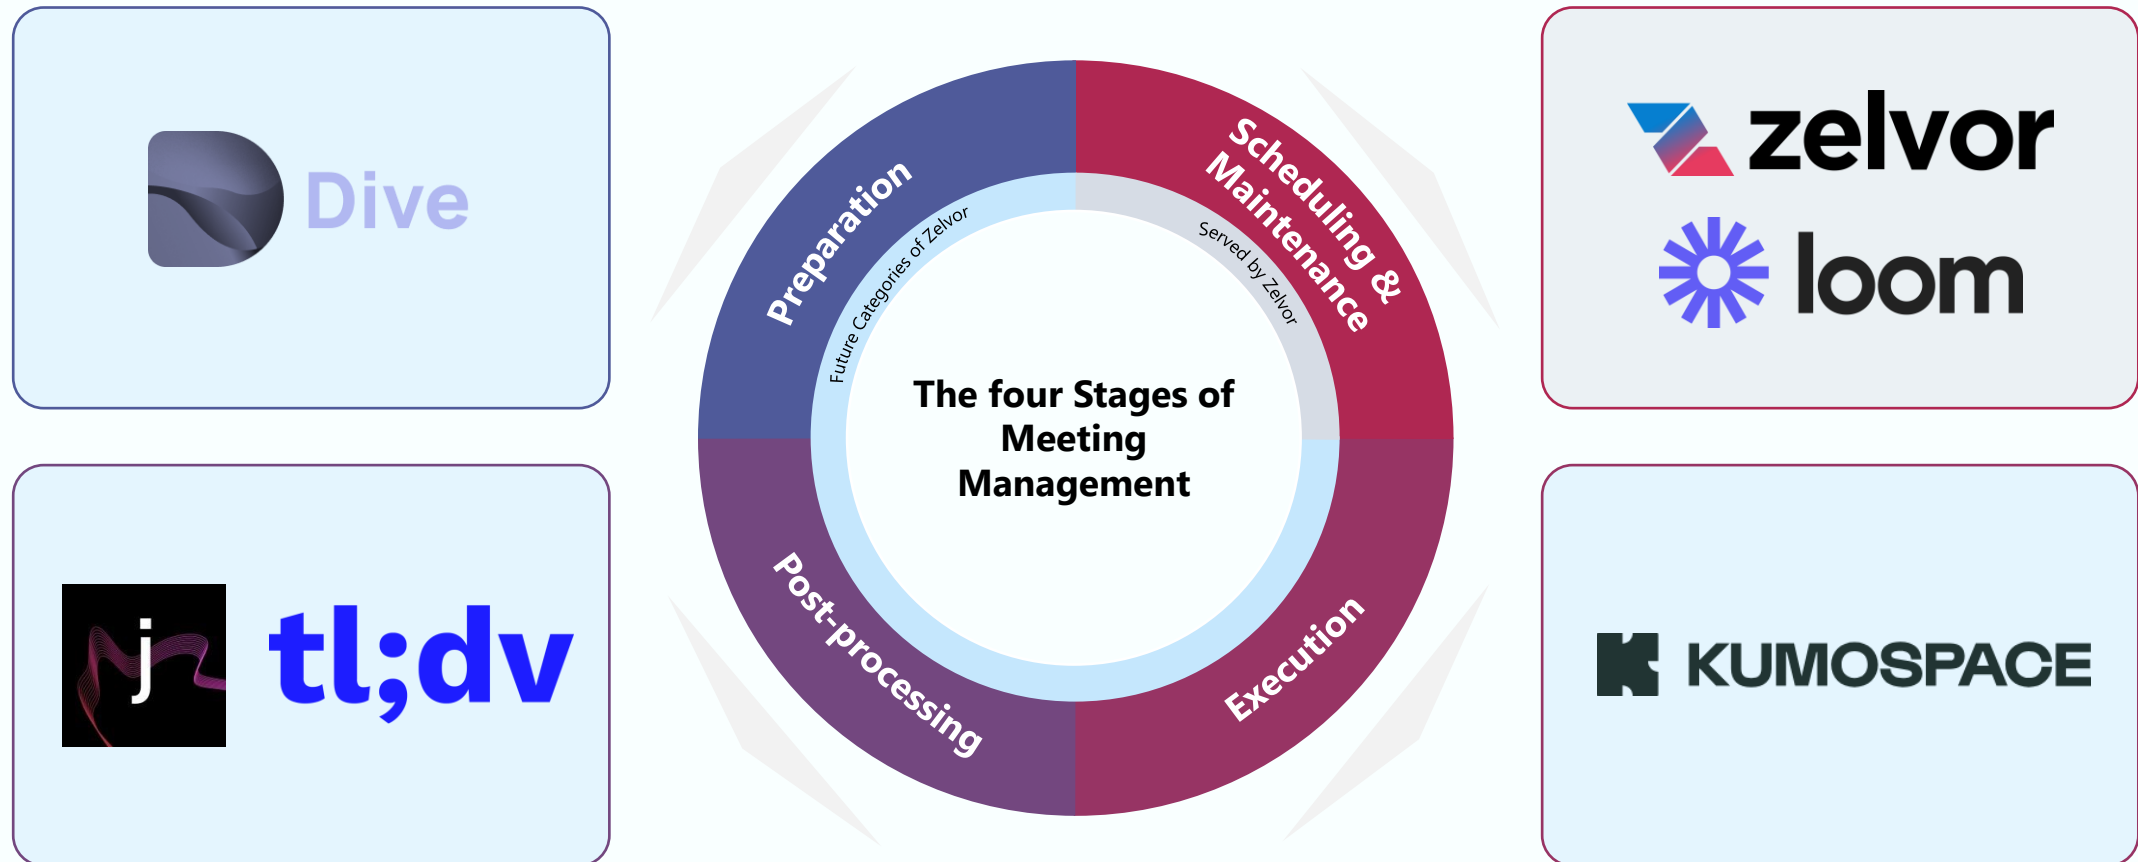 Dive
Preparation
Future Categories of Zelvor
Scheduling &
Maintenance
Served by Zelvor
zelvor
loom
The four Stages of
Meeting
Management
j
tl;dv
Post-processing
Execution
KUMOSPACE